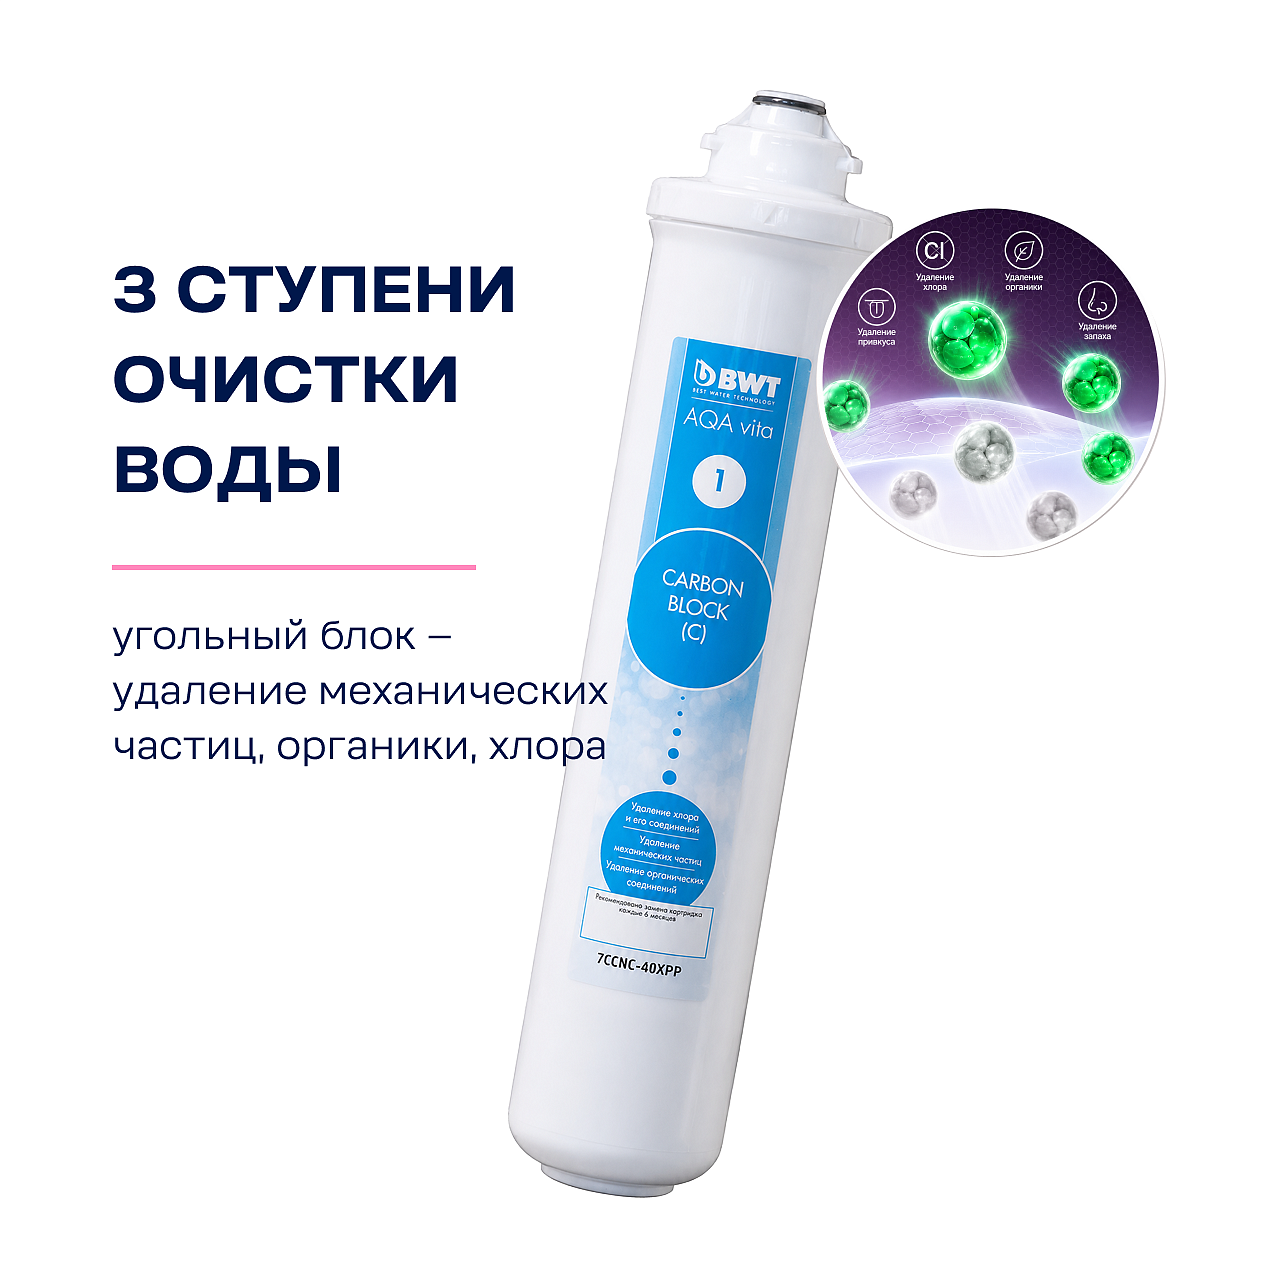 3 СТУПЕНИ
ОЧИСТКИ
ВОДЫ
угольный блок –
удаление механических
частиц, органики, хлора
BWT
BEST WATER TECHNOLOGY
AQA vita
1
CARBON
BLOCK
(C)
Удаление хлора
и его соединений
Удаление
механических частиц
Удаление органических
соединений
Рекомендована замена картриджа
каждые 6 месяцев
7CCNC-40XPP
Cl
Удаление
хлора
Удаление
органики
Удаление
привкуса
Удаление
запаха